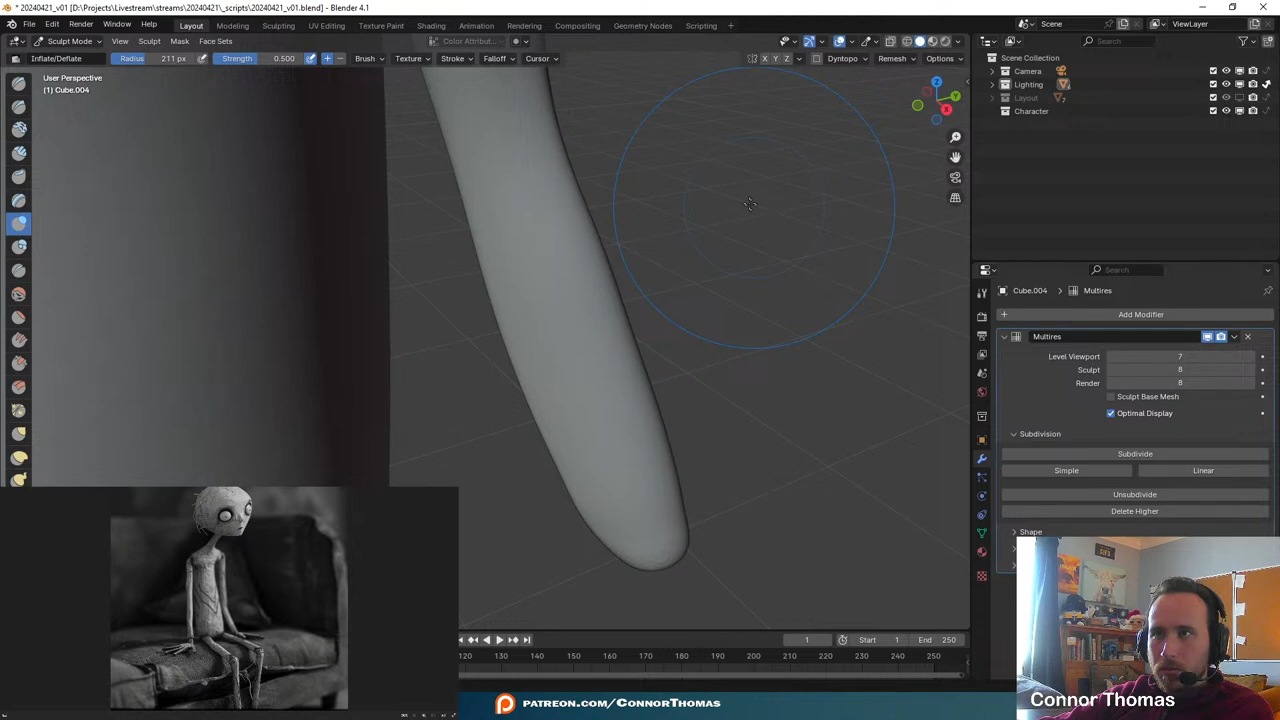 * 20240421_v01 [D:\Projects\Livestream\streams\20240421\_scripts\20240421_v01.blend] - Blender 4.1
File Edit Render Window Help Layout Modeling Sculpting UV Editing Texture Paint Shading Animation Rendering Compositing Geometry Nodes Scripting + Scene ViewLayer
Sculpt Mode View Sculpt Mask Face Sets Color Attribut... Search
Inflate/Deflate Radius 211 px Strength 0.500 Brush Texture Stroke Falloff Cursor X Y Z Dyntopo Remesh Options
Scene Collection
Camera
Lighting
Layout
Character
User Perspective
(1) Cube.004
Z
Y
X
Search
Cube.004 > Multires
Add Modifier
Multires
Level Viewport 7
Sculpt 8
Render 8
Sculpt Base Mesh
Optimal Display
Subdivision
Subdivide
Simple Linear
Unsubdivide
Delete Higher
Shape
1 Start 1 End 250
120 130 140 150 160 170 180 190 200 210 220 230 240 250
PATREON.COM/CONNORTHOMAS
Connor Thomas